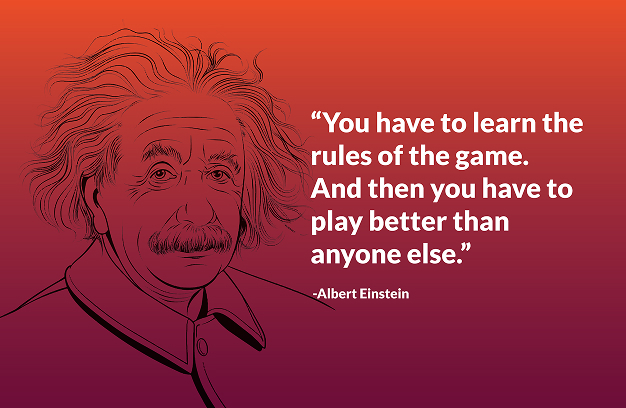 “You have to learn the
rules of the game.
And then you have to
play better than
anyone else.”
-Albert Einstein